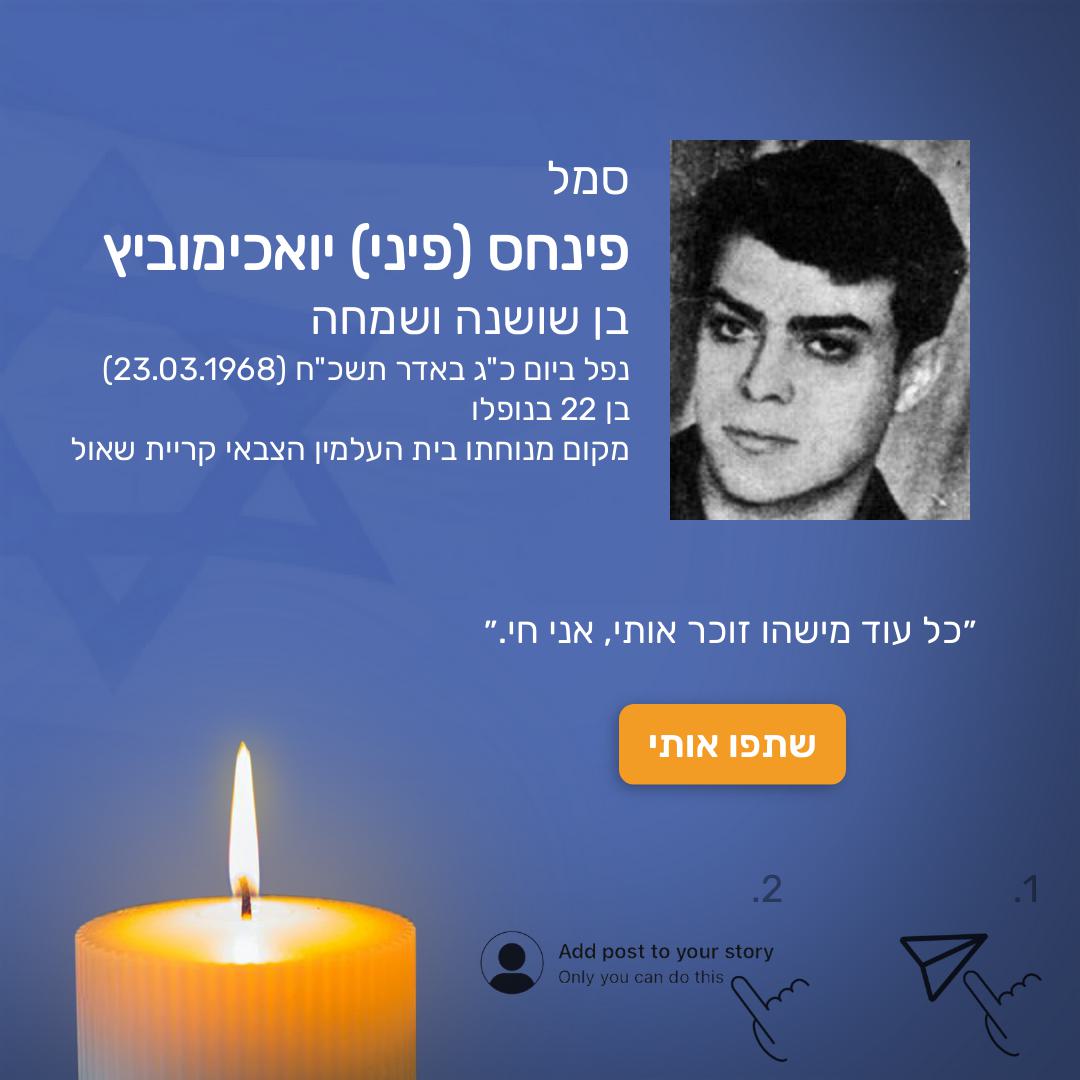 סמל
פינחס (פיני) יואכימוביץ
בן שושנה ושמחה
נפל ביום כ"ג באדר תשכ"ח (23.03.1968)
בן 22 בנופלו
מקום מנוחתו בית העלמין הצבאי קריית שאול
״כל עוד מישהו זוכר אותי, אני חי.״
שתפו אותי
.1
.2
Add post to your story
Only you can do this